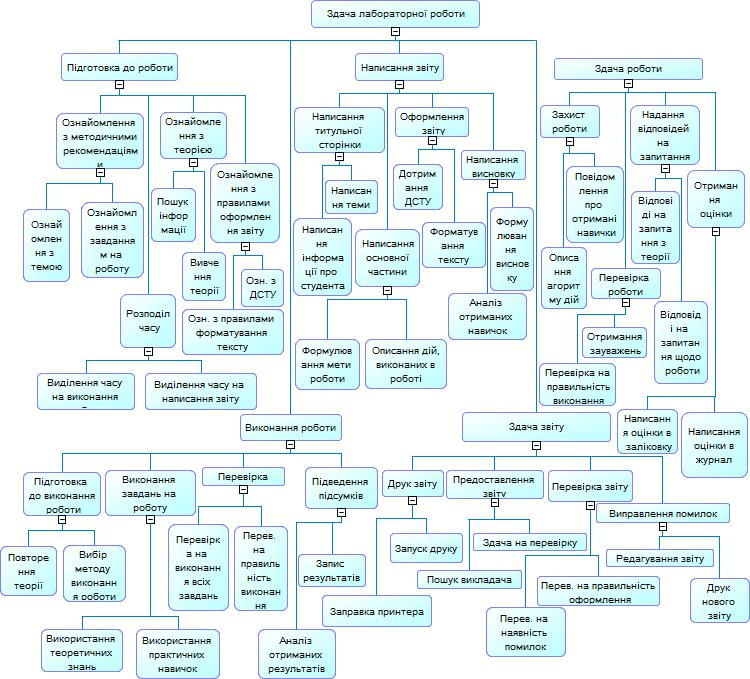 Здача лабораторної роботи
Підготовка до роботи
Написання звіту
Здача роботи
Ознайомлення
з методичними
рекомендаціям
и
Ознайомле
ння з
теорією
Ознайомле
ння з
правилами
оформлен
ня звіту
Ознай
омлен
ня з
темою
Ознайомл
ення з
завданн
м на
роботу
Пошук
інфор
мації
Вивче
ння
теорії
Озн. з
ДСТУ
Озн. з правилами
форматування
тексту
Розподіл
часу
Виділення часу
на виконання
Виділення часу на
написання звіту
Написання
титульної
сторінки
Оформлення
звіту
Написання
висновку
Написан
ня теми
Написан
ня
інформа
ції про
студента
Дотрим
ання
ДСТУ
Форматув
ання
тексту
Форму
люван
ня
виснов
ку
Написання
основної
частини
Аналіз
отриманих
навичок
Формулюв
ання мети
роботи
Описання дій,
виконаних в
роботі
Захист
роботи
Надання
відповідей
на
запитання
Отриман
ня
оцінки
Повідом
лення
про
отримані
навички
Описа
ння
алгори
тму дій
Відпові
ді на
запитан
ня з
теорії
Перевірка
роботи
Отримання
зауважень
Перевірка на
правильність
виконання
Відповід
і на
запитан
ня щодо
роботи
Написанн
я оцінки в
заліковку
Написання
оцінки в
журнал
Виконання роботи
Здача звіту
Підготовка
до виконання
роботи
Виконання
завдань на
роботу
Перевірка
Підведення
підсумків
Повторе
ння
теорії
Вибір
методу
виконанн
я роботи
Перевірк
а на
виконанн
я всіх
завдань
Перев.
на
правиль
ність
виконан
ня
Запис
результатів
Використання
теоретичних
знань
Використання
практичних
навичок
Аналіз
отриманих
результатів
Друк звіту
Предоставлення
звіту
Перевірка звіту
Виправлення помилок
Запуск друку
Здача на перевірку
Редагування звіту
Пошук викладача
Перев. на правильність
оформлення
Друк
нового
звіту
Заправка принтера
Перев. на
наявність
помилок